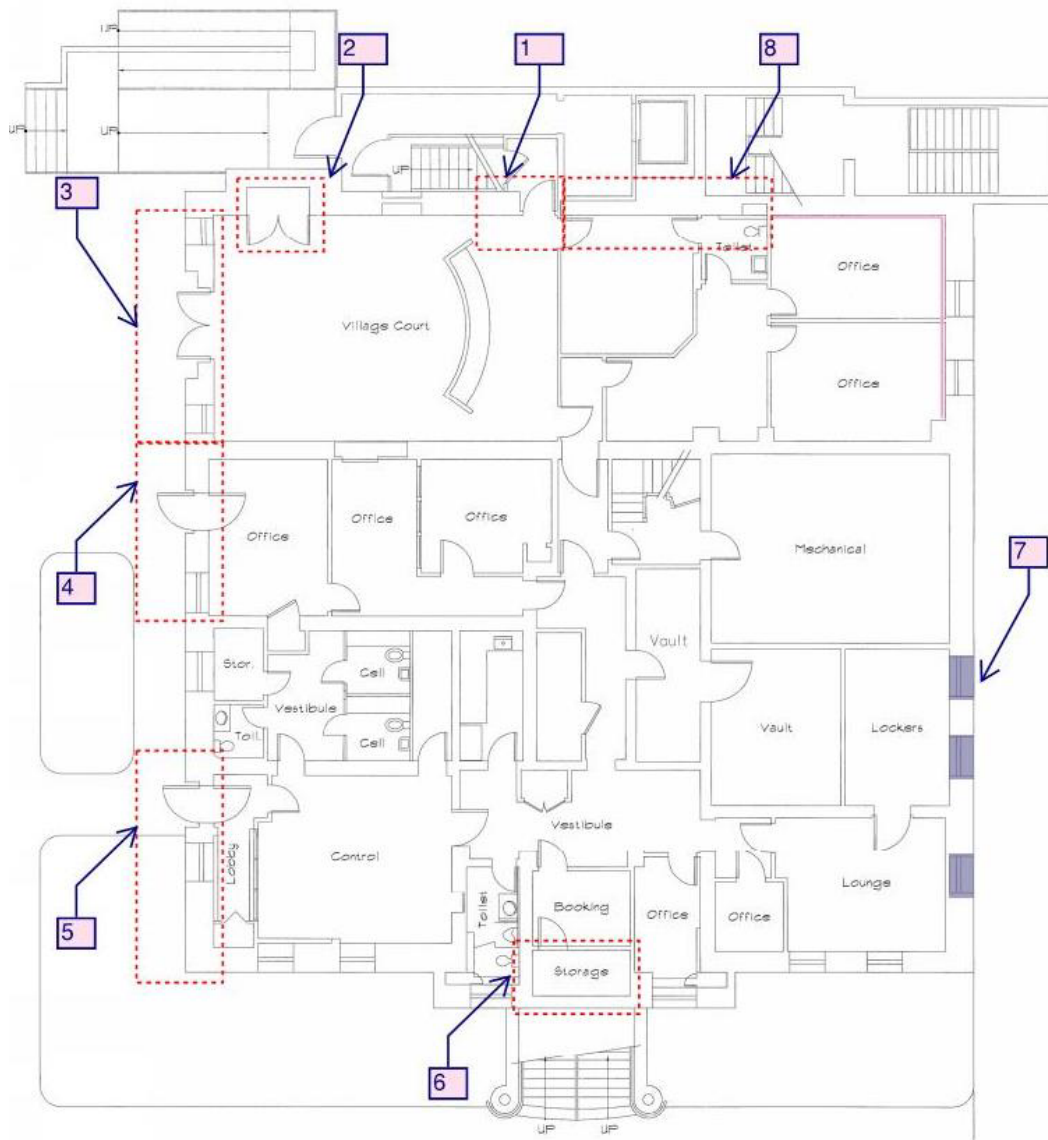 UP
2
1
8
UP
UP
UP
3
Toilet
Office
Village Court
Office
4
Office
Office
Office
Mechanical
7
Vault
Stor.
Cell
Vestibule
Toil.
Cell
Vault
Lockers
Vestibule
5
Lobby
Control
Toilet
Booking
Office
Office
Lounge
Storage
6
UP
UP